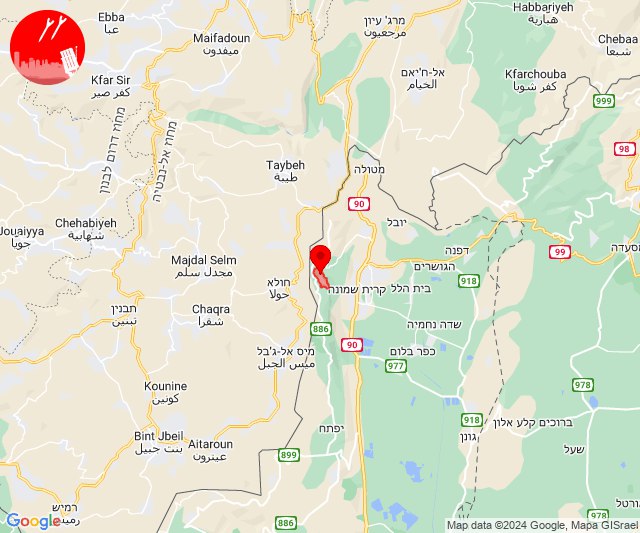 Habbariyeh
هبارية
Ebba
عبا
Maifadoun
ميفدون
מרג' עיון
مرجعيون
Chebaa
شبعا
Kfar Sir
كفر صير
אל-ח'יאם
الخيام
Kfarchouba
كفر شوبا
999
מחוז דרום לבנון
מחוז אל-נבטיה
98
Taybeh
طيبة
מטולה
90
Chehabiyeh
شهابية
Jouaiyya
جويا
יובל
Majdal Selm
مجدل سلم
דפנה
הגושרים
99
מסעדה
918
חולא
حولا
קרית שמונה
בית הלל
תבנין
تبنين
Chaqra
شقرا
886
שדה נחמיה
מיס אל-ג'בל
ميس الجبل
90
כפר בלום
977
Kounine
كونين
978
918
ברוכים קלע אלון
Bint Jbeil
بنت جبيل
Aitaroun
عيترون
יפתח
גונן
שעל
899
רמיש
رميش
886
978
אורטל
Google
Map data ©2024 Google, Mapa GISrael